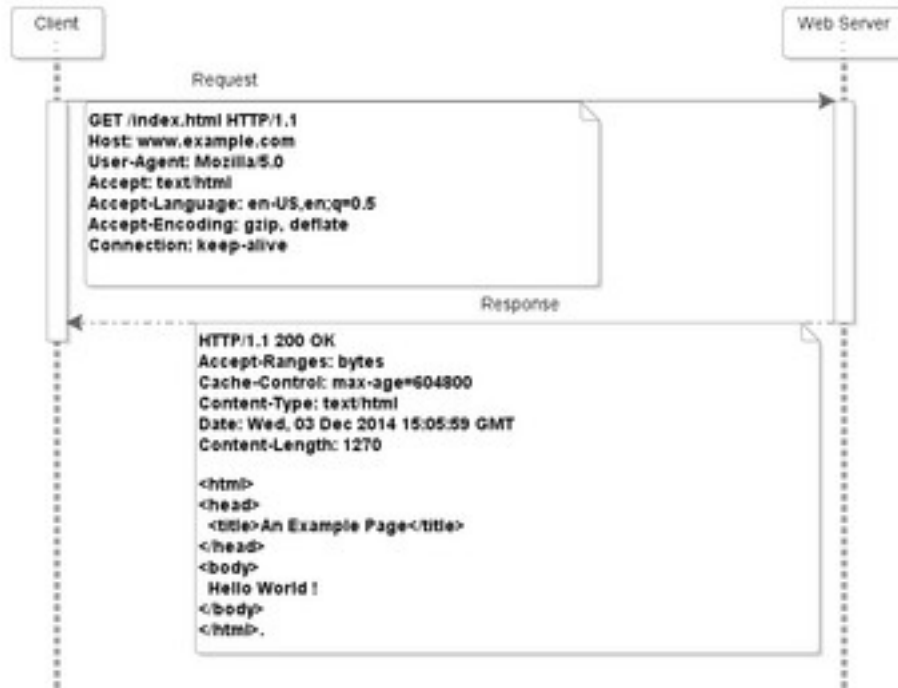 Client
Web Server
Request
GET /index.html HTTP/1.1
Host: www.example.com
User-Agent: Mozilla/5.0
Accept: text/html
Accept-Language: en-US,en;q=0.5
Accept-Encoding: gzip, deflate
Connection: keep-alive
Response
HTTP/1.1 200 OK
Accept-Ranges: bytes
Cache-Control: max-age=604800
Content-Type: text/html
Date: Wed, 03 Dec 2014 15:05:59 GMT
Content-Length: 1270
<html>
<head>
<title>An Example Page</title>
</head>
<body>
Hello World !
</body>
</html>.